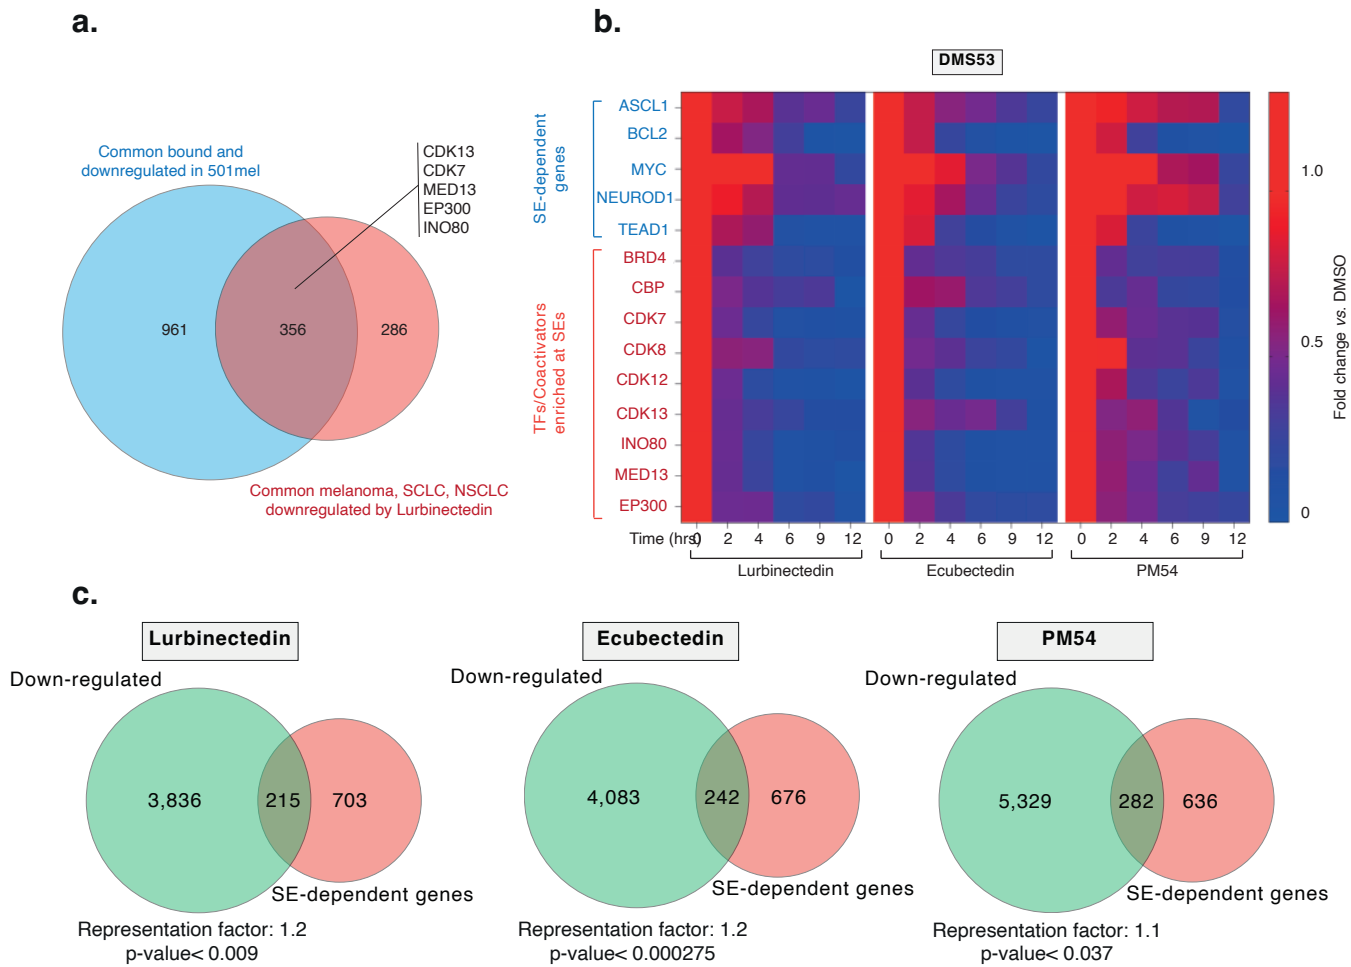 a.
Common bound and
downregulated in 501mel
CDK13
CDK7
MED13
EP300
INO80
961
356
286
Common melanoma, SCLC, NSCLC
downregulated by Lurbinectedin
b.
DMS53
SE-dependent
genes
ASCL1
BCL2
MYC
NEUROD1
TEAD1
TFs/Coactivators
enriched at SEs
BRD4
CBP
CDK7
CDK8
CDK12
CDK13
INO80
MED13
EP300
Time (hrs)
0 2 4 6 9 12
0 2 4 6 9 12
0 2 4 6 9 12
Lurbinectedin
Ecubectedin
PM54
1.0
0.5
0
Fold change vs. DMSO
c.
Lurbinectedin
Down-regulated
3,836
215
703
SE-dependent genes
Representation factor: 1.2
p-value< 0.009
Ecubectedin
Down-regulated
4,083
242
676
SE-dependent genes
Representation factor: 1.2
p-value< 0.000275
PM54
Down-regulated
5,329
282
636
SE-dependent genes
Representation factor: 1.1
p-value< 0.037